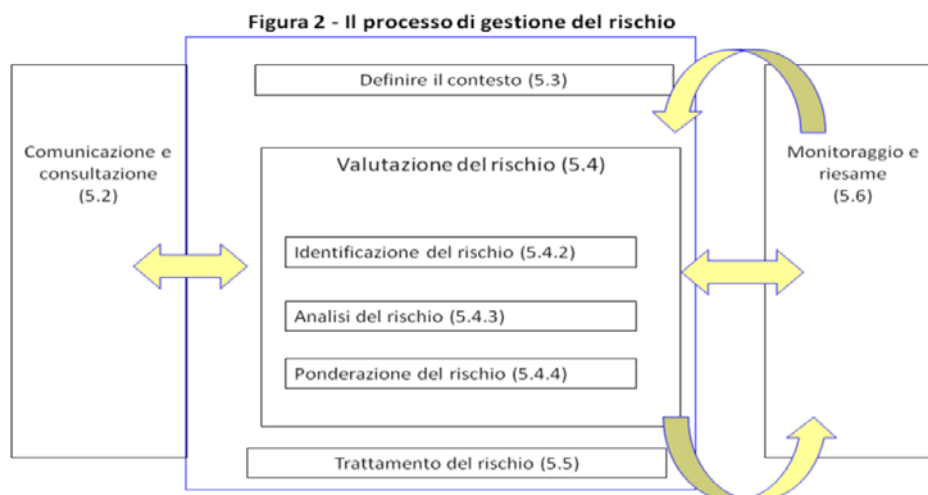 Figura 2 - Il processo di gestione del rischio
Definire il contesto (5.3)
Comunicazione e
consultazione
(5.2)
Valutazione del rischio (5.4)
Identificazione del rischio (5.4.2)
Analisi del rischio (5.4.3)
Ponderazione del rischio (5.4.4)
Trattamento del rischio (5.5)
Monitoraggio e
riesame
(5.6)